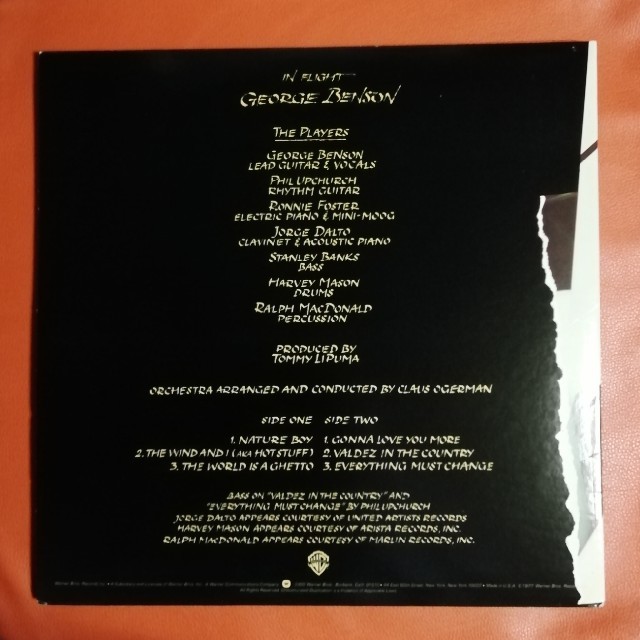 IN FLIGHT
GEORGE BENSON
THE PLAYERS
GEORGE BENSON
LEAD GUITAR & VOCALS
PHIL UPCHURCH
RHYTHM GUITAR
RONNIE FOSTER
ELECTRIC PIANO & MINI-MOOG
JORGE DALTO
CLAVINET & ACOUSTIC PIANO
STANLEY BANKS
BASS
HARVEY MASON
DRUMS
RALPH MACDONALD
PERCUSSION
PRODUCED BY
TOMMY LIPUMA
ORCHESTRA ARRANGED AND CONDUCTED BY CLAUS OGERMAN
SIDE ONE SIDE TWO
1. NATURE BOY 1. GONNA LOVE YOU MORE
2. THE WIND AND I (AKA HOT STUFF) 2. VALDEZ IN THE COUNTRY
3. THE WORLD IS A GHETTO 3. EVERYTHING MUST CHANGE
BASS ON "VALDEZ IN THE COUNTRY" AND
"EVERYTHING MUST CHANGE" BY PHIL UPCHURCH
JORGE DALTO APPEARS COURTESY OF UNITED ARTISTS RECORDS
HARVEY MASON APPEARS COURTESY OF ARISTA RECORDS, INC.
RALPH MACDONALD APPEARS COURTESY OF MARLIN RECORDS, INC.